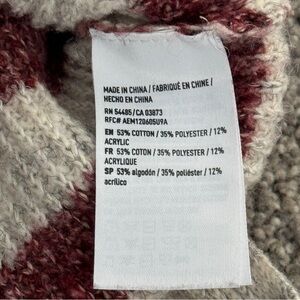 MADE IN CHINA / FABRIQUÉ EN CHINE /
HECHO EN CHINA
RN 54485/CA 03873
RFC# AEM120605U9A
EN 53% COTTON / 35% POLYESTER / 12%
ACRYLIC
FR 53% COTON / 35% POLYESTER / 12%
ACRYLIQUE
SP 53% algodón / 35% poliéster / 12%
acrílico